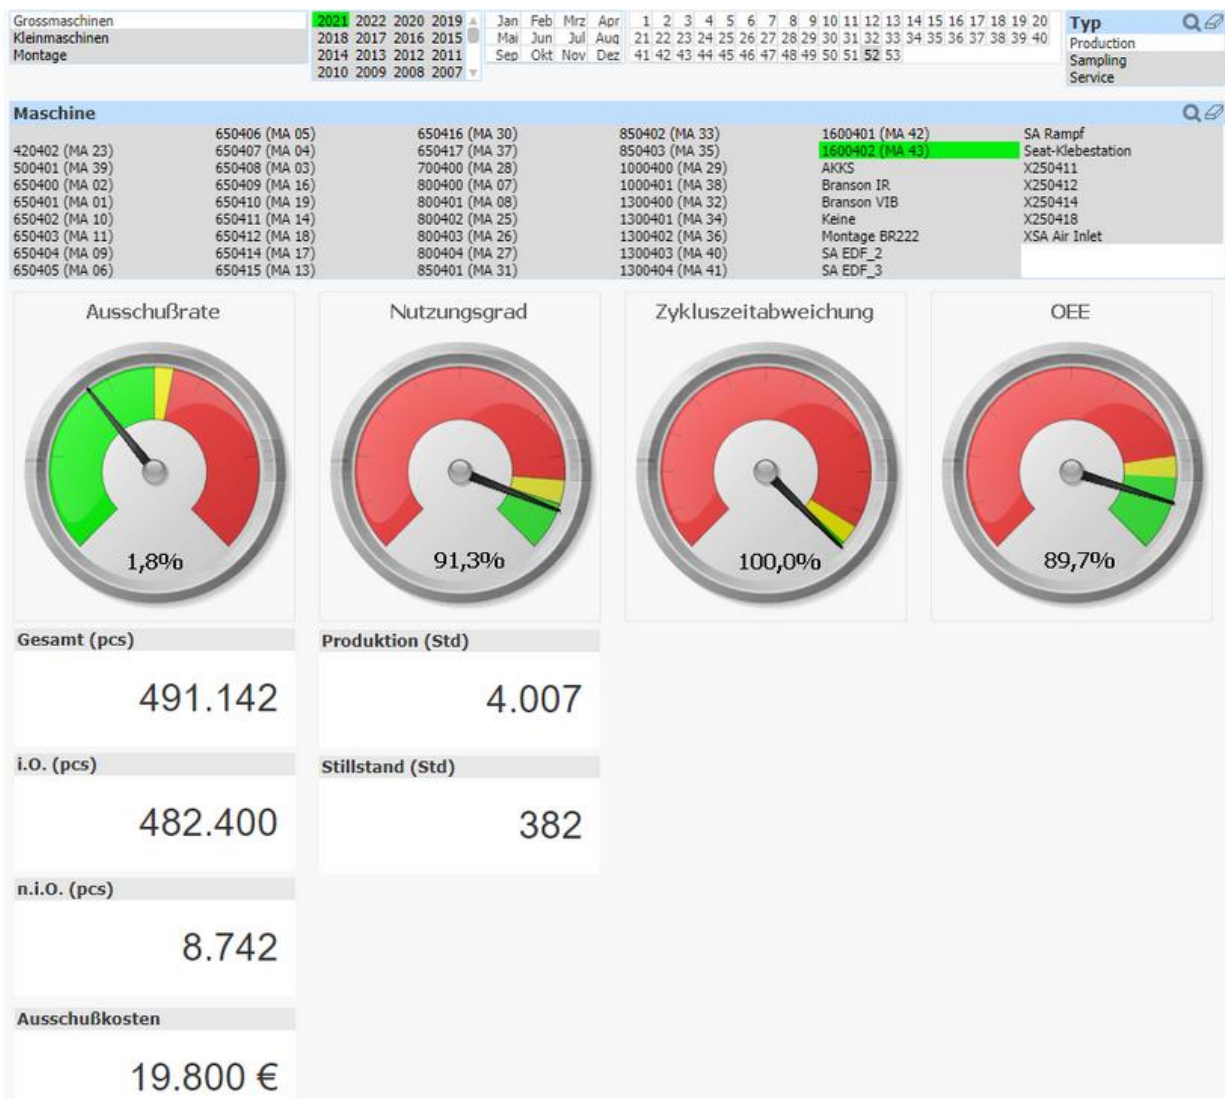 Grossmaschinen
Kleinmaschinen
Montage
2021 2022 2020 2019
2018 2017 2016 2015
2014 2013 2012 2011
2010 2009 2008 2007
Jan Feb Mrz Apr
Mai Jun Jul Aug
Sep Okt Nov Dez
1 2 3 4 5 6 7 8 9 10 11 12 13 14 15 16 17 18 19 20
21 22 23 24 25 26 27 28 29 30 31 32 33 34 35 36 37 38 39 40
41 42 43 44 45 46 47 48 49 50 51 52 53
Typ
Production
Sampling
Service
Maschine
650406 (MA 05) 650416 (MA 30) 850402 (MA 33) 1600401 (MA 42) SA Rampf
420402 (MA 23) 650407 (MA 04) 650417 (MA 37) 850403 (MA 35) 1600402 (MA 43) Seat-Klebestation
500401 (MA 39) 650408 (MA 03) 700400 (MA 28) 1000400 (MA 29) AKKS X250411
650400 (MA 02) 650409 (MA 16) 800400 (MA 07) 1000401 (MA 38) Branson IR X250412
650401 (MA 01) 650410 (MA 19) 800401 (MA 08) 1300400 (MA 32) Branson VIB X250414
650402 (MA 10) 650411 (MA 14) 800402 (MA 25) 1300401 (MA 34) Keine X250418
650403 (MA 11) 650412 (MA 18) 800403 (MA 26) 1300402 (MA 36) Montage BR222 XSA Air Inlet
650404 (MA 09) 650414 (MA 17) 800404 (MA 27) 1300403 (MA 40) SA EDF_2
650405 (MA 06) 650415 (MA 13) 850401 (MA 31) 1300404 (MA 41) SA EDF_3
Ausschußrate
1,8%
Nutzungsgrad
91,3%
Zykluszeitabweichung
100,0%
OEE
89,7%
Gesamt (pcs)
491.142
Produktion (Std)
4.007
i.O. (pcs)
482.400
Stillstand (Std)
382
n.i.O. (pcs)
8.742
Ausschußkosten
19.800 €